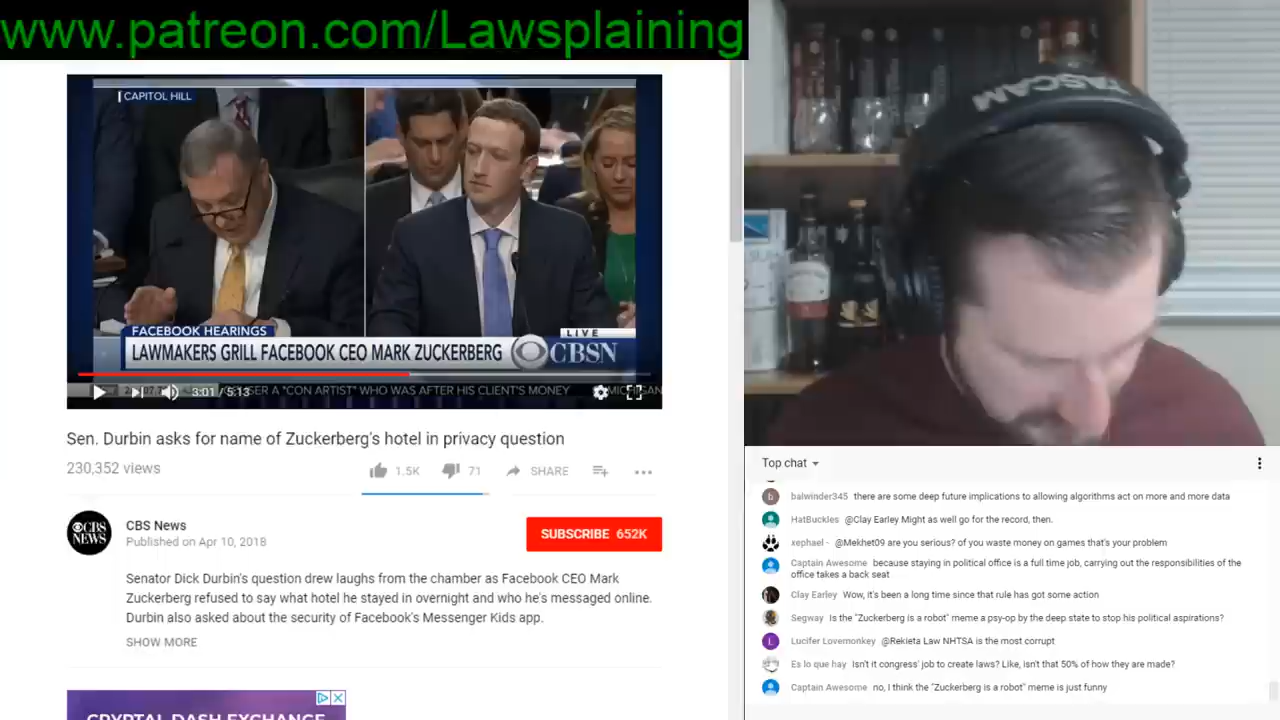 www.patreon.com/Lawsplaining
CAPITOL HILL
FACEBOOK HEARINGS
LIVE
LAWMAKERS GRILL FACEBOOK CEO MARK ZUCKERBERG
CBSN
A "CON ARTIST" WHO WAS AFTER HIS CLIENT'S MONEY
3:01 / 5:13
Sen. Durbin asks for name of Zuckerberg's hotel in privacy question
230,352 views
1.5K
71
SHARE
CBS NEWS
CBS News
Published on Apr 10, 2018
SUBSCRIBE 652K
Senator Dick Durbin's question drew laughs from the chamber as Facebook CEO Mark
Zuckerberg refused to say what hotel he stayed in overnight and who he's messaged online.
Durbin also asked about the security of Facebook's Messenger Kids app.
SHOW MORE
CRYPTAL DASH EXCHANGE
TASCAM
Top chat
balwinder345 there are some deep future implications to allowing algorithms act on more and more data
HatBuckles @Clay Earley Might as well go for the record, then.
xephael - @Mekhet09 are you serious? of you waste money on games that's your problem
Captain Awesome because staying in political office is a full time job, carrying out the responsibilities of the
office takes a back seat
Clay Earley Wow, it's been a long time since that rule has got some action
Segway Is the "Zuckerberg is a robot" meme a psy-op by the deep state to stop his political aspirations?
L
Lucifer Lovemonkey @Rekieta Law NHTSA is the most corrupt
Es lo que hay Isn't it congress' job to create laws? Like, isn't that 50% of how they are made?
Captain Awesome no, I think the "Zuckerberg is a robot" meme is just funny